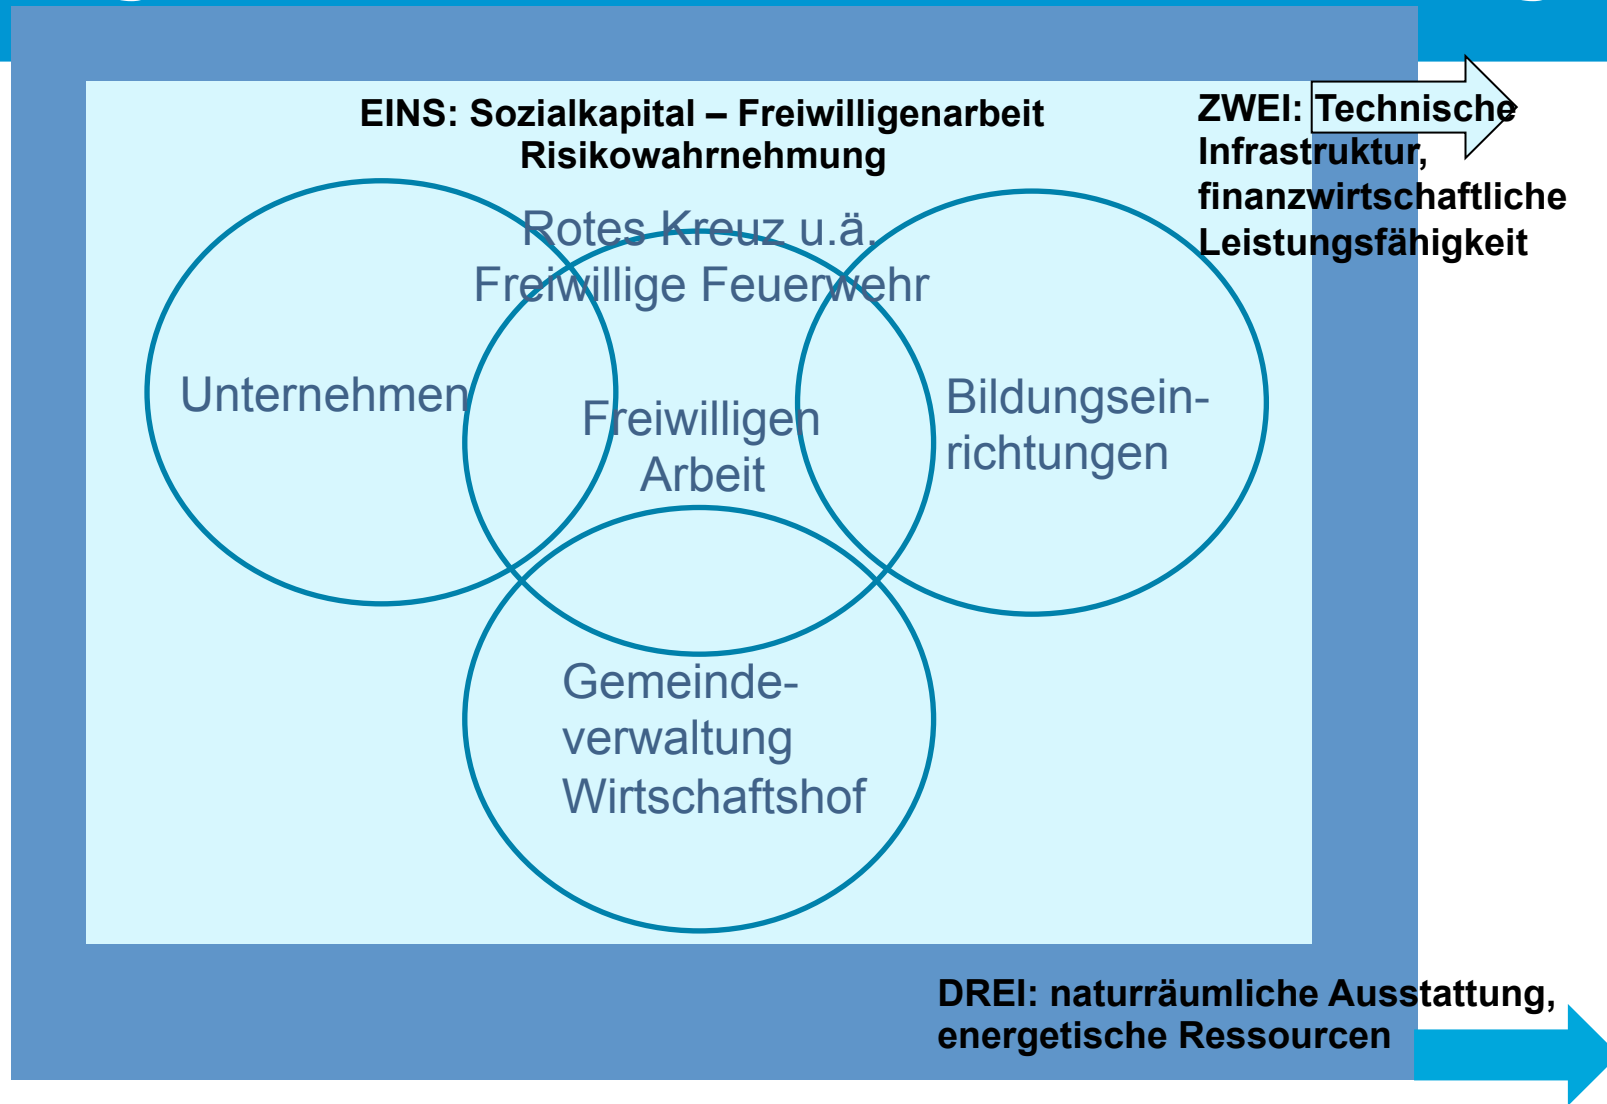 EINS: Sozialkapital – Freiwilligenarbeit
Risikowahrnehmung
ZWEI: Technische
Infrastruktur,
finanzwirtschaftliche
Leistungsfähigkeit
Rotes Kreuz u.ä.
Freiwillige Feuerwehr
Unternehmen
Freiwilligen
Arbeit
Bildungsein-
richtungen
Gemeinde-
verwaltung
Wirtschaftshof
DREI: naturräumliche Ausstattung,
energetische Ressourcen